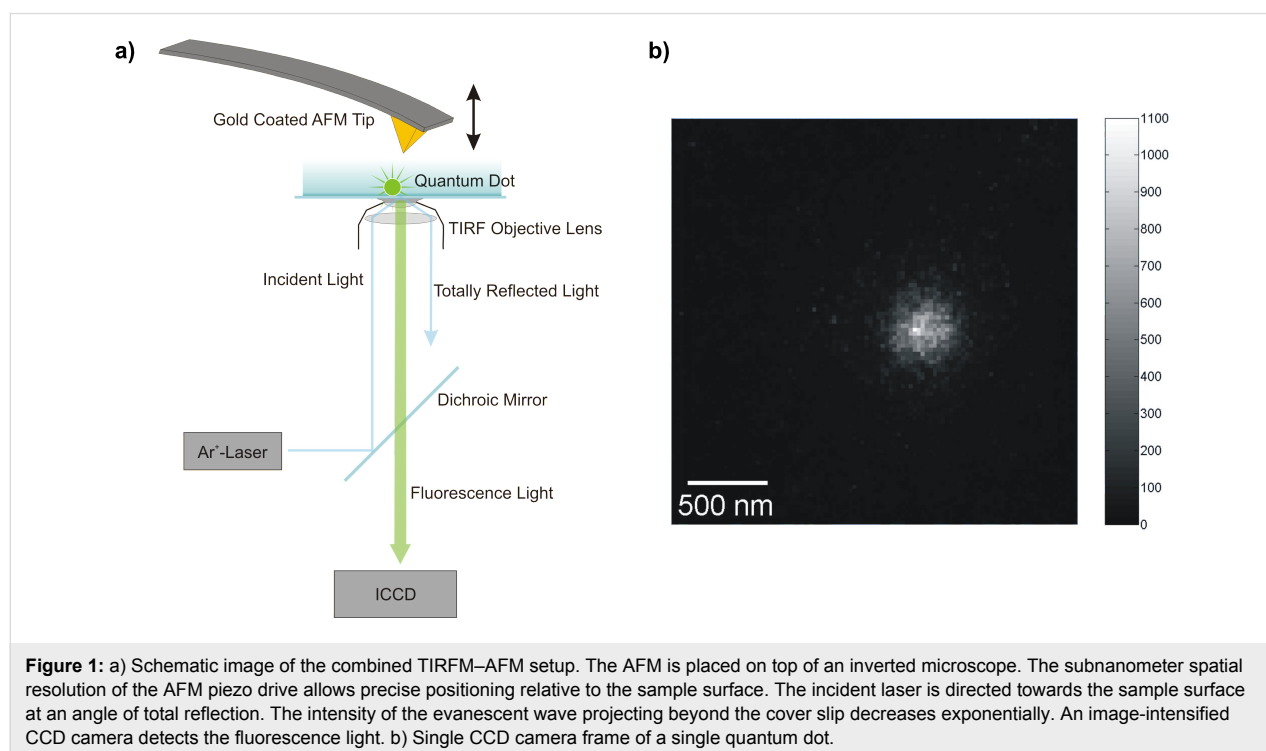 a)
Gold Coated AFM Tip
Quantum Dot
TIRF Objective Lens
Incident Light
Totally Reflected Light
Dichroic Mirror
Ar⁺-Laser
Fluorescence Light
ICCD
b)
500 nm
1100
1000
900
800
700
600
500
400
300
200
100
0
Figure 1: a) Schematic image of the combined TIRFM–AFM setup. The AFM is placed on top of an inverted microscope. The subnanometer spatial
resolution of the AFM piezo drive allows precise positioning relative to the sample surface. The incident laser is directed towards the sample surface
at an angle of total reflection. The intensity of the evanescent wave projecting beyond the cover slip decreases exponentially. An image-intensified
CCD camera detects the fluorescence light. b) Single CCD camera frame of a single quantum dot.